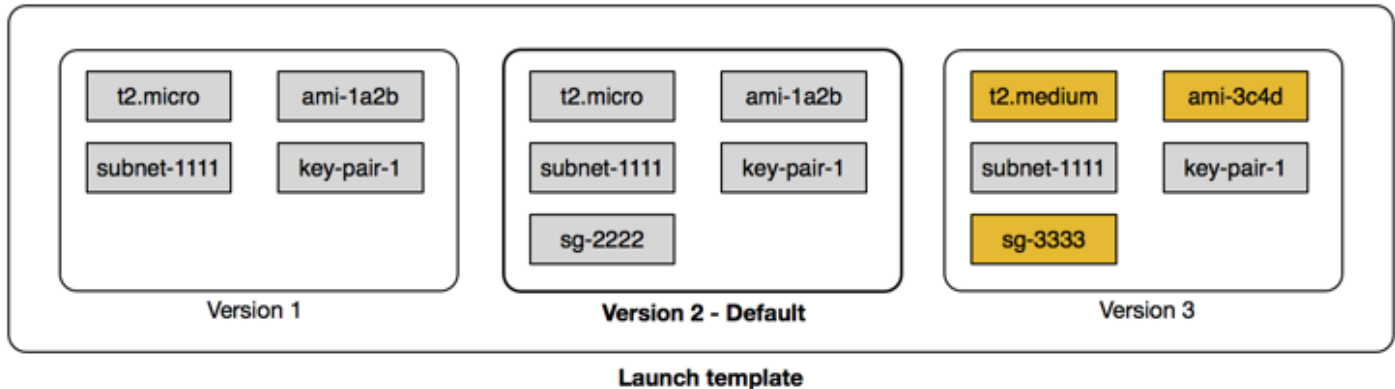 t2.micro ami-1a2b
subnet-1111 key-pair-1
Version 1
t2.micro ami-1a2b
subnet-1111 key-pair-1
sg-2222
Version 2 - Default
t2.medium ami-3c4d
subnet-1111 key-pair-1
sg-3333
Version 3
Launch template